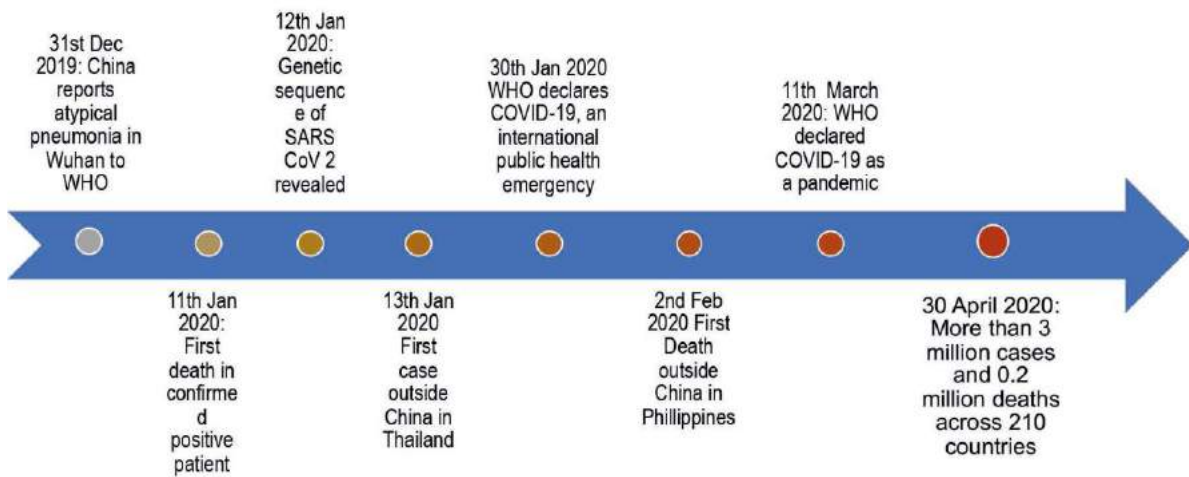 31st Dec
2019: China
reports
atypical
pneumonia in
Wuhan to
WHO
11th Jan
2020:
First
death in
confirme
d
positive
patient
12th Jan
2020:
Genetic
sequenc
e of
SARS
CoV 2
revealed
13th Jan
2020
First
case
outside
China in
Thailand
30th Jan 2020
WHO declares
COVID-19, an
international
public health
emergency
2nd Feb
2020 First
Death
outside
China in
Phillippines
11th March
2020: WHO
declared
COVID-19 as
a pandemic
30 April 2020:
More than 3
million cases
and 0.2
million deaths
across 210
countries